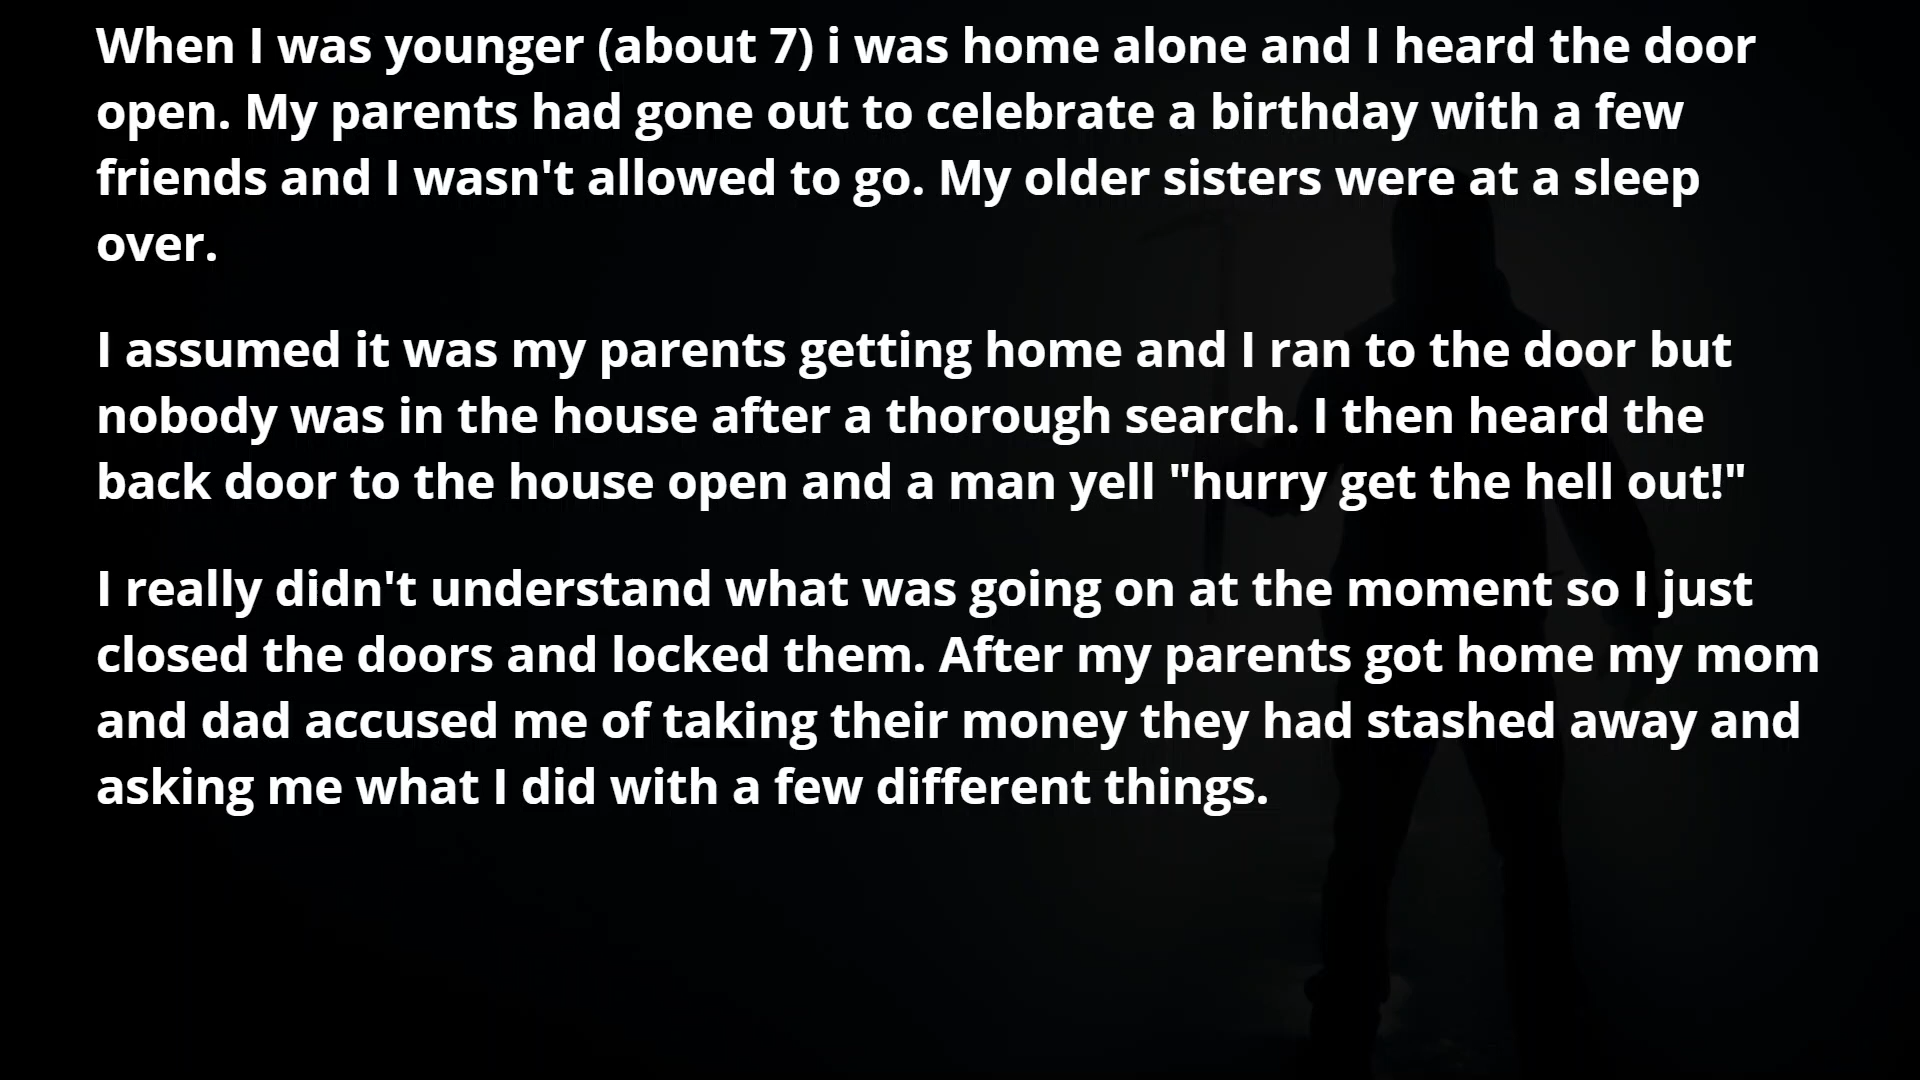 When I was younger (about 7) i was home alone and I heard the door
open. My parents had gone out to celebrate a birthday with a few
friends and I wasn't allowed to go. My older sisters were at a sleep
over.
I assumed it was my parents getting home and I ran to the door but
nobody was in the house after a thorough search. I then heard the
back door to the house open and a man yell "hurry get the hell out!"
I really didn't understand what was going on at the moment so I just
closed the doors and locked them. After my parents got home my mom
and dad accused me of taking their money they had stashed away and
asking me what I did with a few different things.